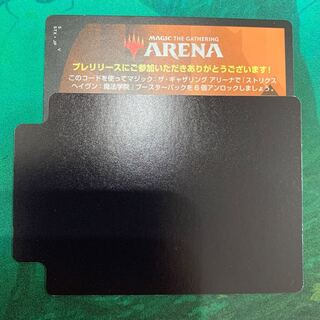 MAGIC THE GATHERING
ARENA
プレリリースにご参加いただきありがとうございます！
このコードを使ってマジック：ザ・ギャザリング アリーナで「ストリクス
ヘイヴン：魔法学院」ブースターパックを6個アンロックしましょう。